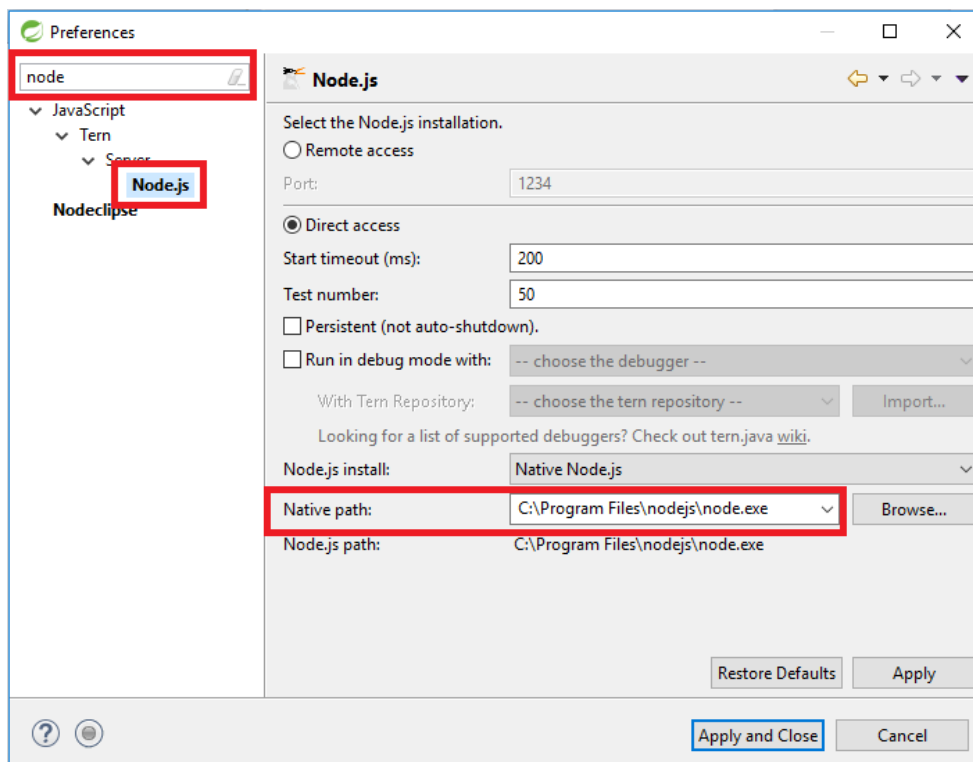 Preferences
node
JavaScript
Tern
Server
Node.js
Nodeclipse
Node.js
Select the Node.js installation.
Remote access
Port: 1234
Direct access
Start timeout (ms): 200
Test number: 50
Persistent (not auto-shutdown).
Run in debug mode with: -- choose the debugger --
With Tern Repository: -- choose the tern repository -- Import...
Looking for a list of supported debuggers? Check out tern.java wiki.
Node.js install: Native Node.js
Native path: C:\Program Files\nodejs\node.exe Browse...
Node.js path: C:\Program Files\nodejs\node.exe
Restore Defaults Apply
? Apply and Close Cancel